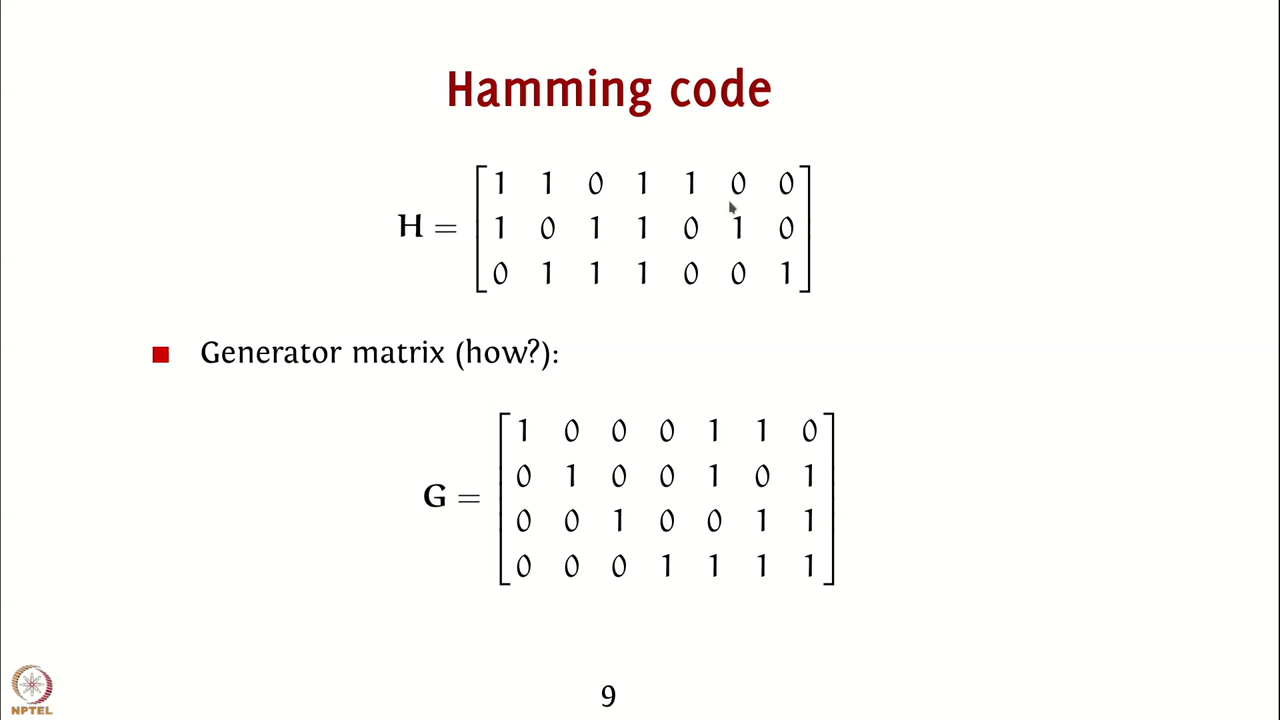 Hamming code
1 1 0 1 1 0 0
H = 1 0 1 1 0 1 0
0 1 1 1 0 0 1
Generator matrix (how?):
1 0 0 0 1 1 0
0 1 0 0 1 0 1
G =
0 0 1 0 0 1 1
0 0 0 1 1 1 1
NPTEL
9